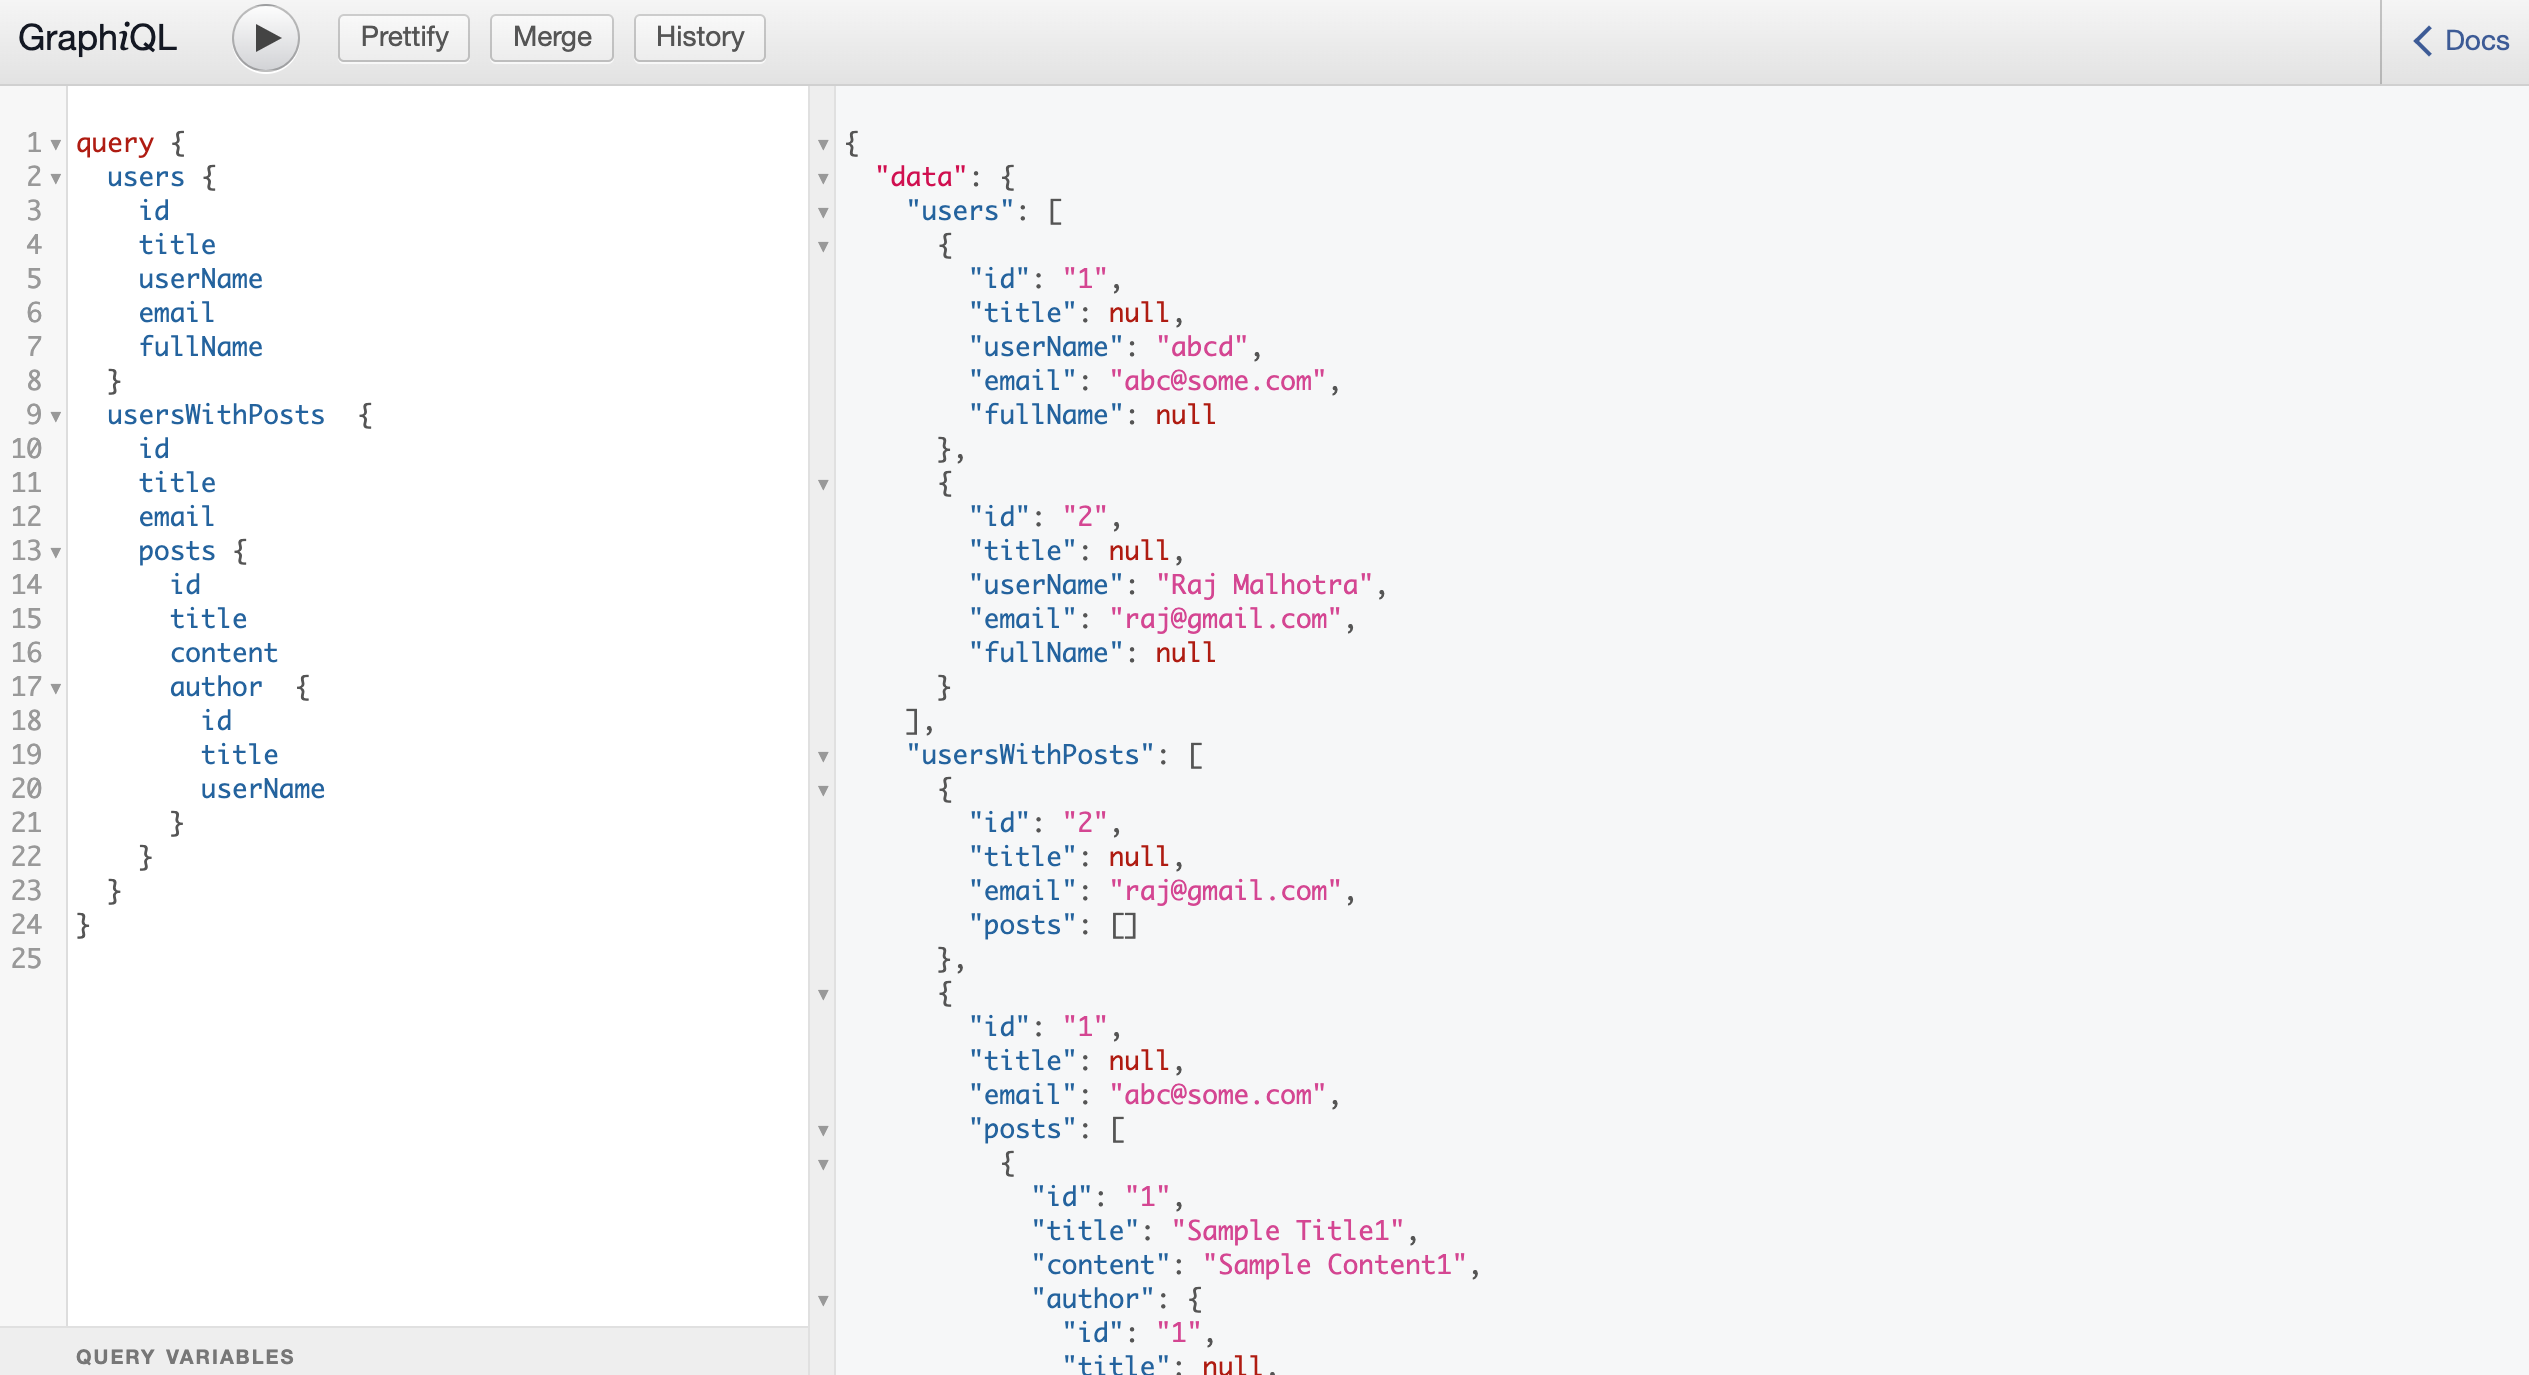 GraphiQL Prettify Merge History Docs
1 query {
2   users {
3     id
4     title
5     userName
6     email
7     fullName
8   }
9   usersWithPosts  {
10     id
11     title
12     email
13     posts {
14       id
15       title
16       content
17       author  {
18         id
19         title
20         userName
21       }
22     }
23   }
24 }
25
QUERY VARIABLES
{
  "data": {
    "users": [
      {
        "id": "1",
        "title": null,
        "userName": "abcd",
        "email": "abc@some.com",
        "fullName": null
      },
      {
        "id": "2",
        "title": null,
        "userName": "Raj Malhotra",
        "email": "raj@gmail.com",
        "fullName": null
      }
    ],
    "usersWithPosts": [
      {
        "id": "2",
        "title": null,
        "email": "raj@gmail.com",
        "posts": []
      },
      {
        "id": "1",
        "title": null,
        "email": "abc@some.com",
        "posts": [
          {
            "id": "1",
            "title": "Sample Title1",
            "content": "Sample Content1",
            "author": {
              "id": "1",
              "title": null,